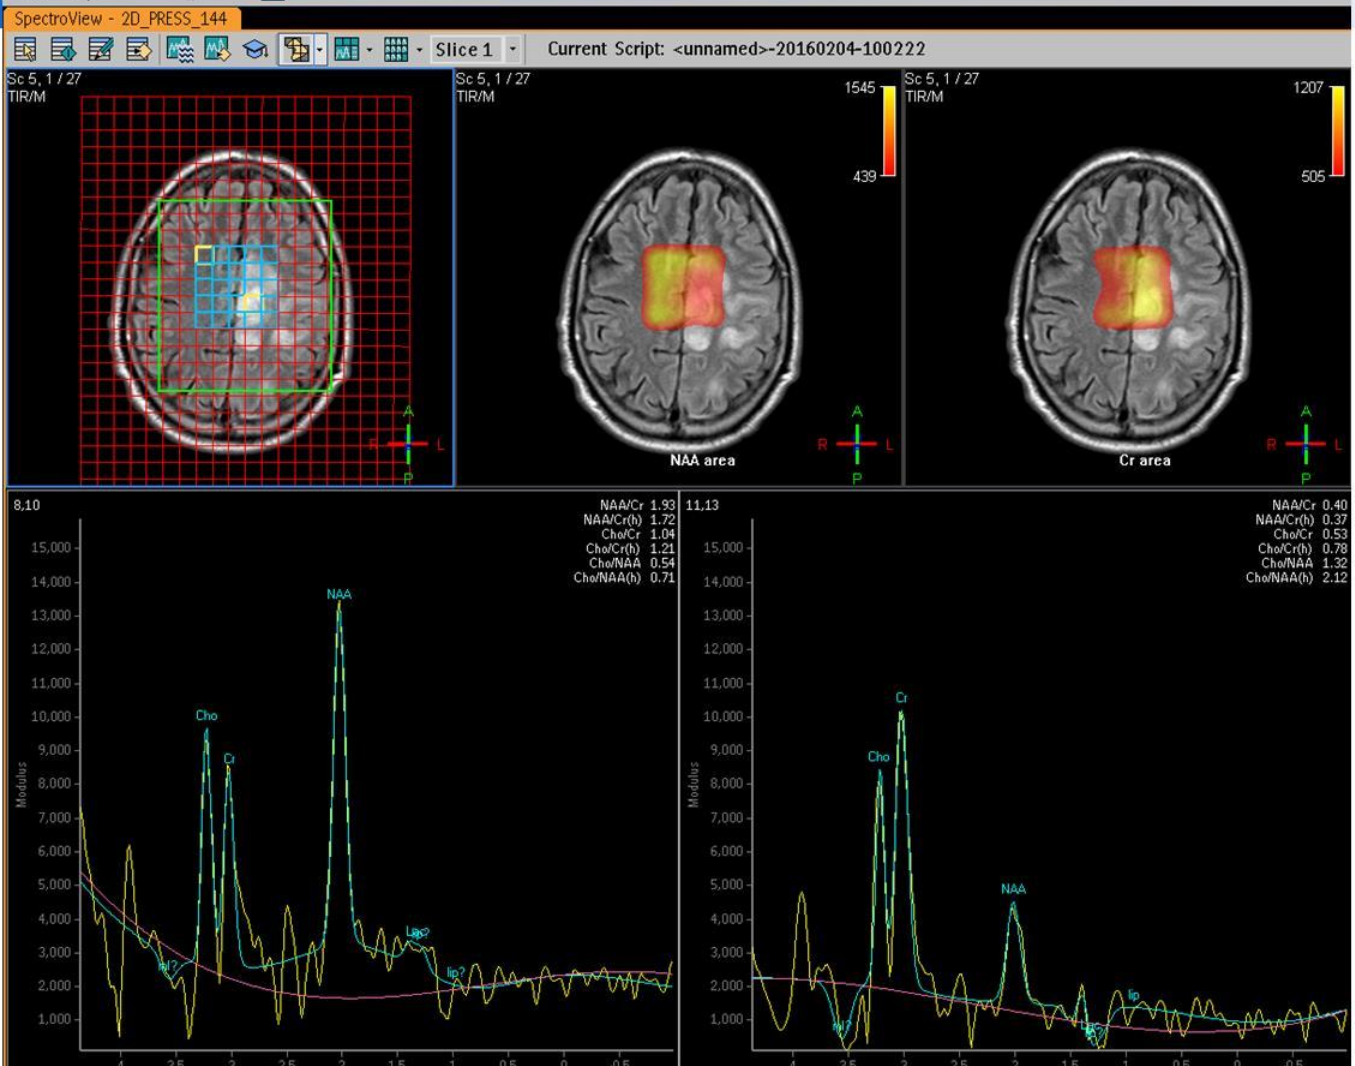 SpectroView - 2D_PRESS_144
Slice 1
Current Script: <unnamed>-20160204-100222
Sc 5, 1 / 27
TIR/M
R
A
L
P
Sc 5, 1 / 27
TIR/M
1545
439
R
A
L
P
NAA area
Sc 5, 1 / 27
TIR/M
1207
505
R
A
L
P
Cr area
8,10
NAA/Cr 1.93
NAA/Cr(h) 1.72
Cho/Cr 1.04
Cho/Cr(h) 1.21
Cho/NAA 0.54
Cho/NAA(h) 0.71
15,000
14,000
13,000
12,000
11,000
10,000
9,000
8,000
7,000
6,000
5,000
4,000
3,000
2,000
1,000
Modulus
NAA
Cho
Cr
lip?
11,13
NAA/Cr 0.40
NAA/Cr(h) 0.37
Cho/Cr 0.53
Cho/Cr(h) 0.78
Cho/NAA 1.32
Cho/NAA(h) 2.12
15,000
14,000
13,000
12,000
11,000
10,000
9,000
8,000
7,000
6,000
5,000
4,000
3,000
2,000
1,000
Modulus
Cr
Cho
NAA
lip